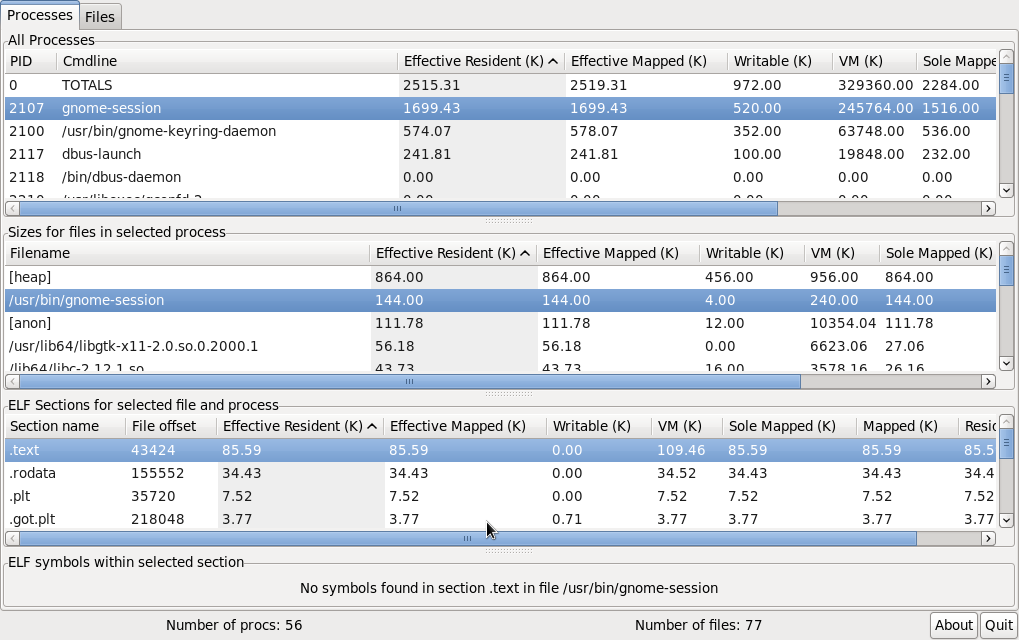 Processes Files
All Processes
PID Cmdline Effective Resident (K) Effective Mapped (K) Writable (K) VM (K) Sole Mappe
0 TOTALS 2515.31 2519.31 972.00 329360.00 2284.00
2107 gnome-session 1699.43 1699.43 520.00 245764.00 1516.00
2100 /usr/bin/gnome-keyring-daemon 574.07 578.07 352.00 63748.00 536.00
2117 dbus-launch 241.81 241.81 100.00 19848.00 232.00
2118 /bin/dbus-daemon 0.00 0.00 0.00 0.00 0.00
Sizes for files in selected process
Filename Effective Resident (K) Effective Mapped (K) Writable (K) VM (K) Sole Mapped (K)
[heap] 864.00 864.00 456.00 956.00 864.00
/usr/bin/gnome-session 144.00 144.00 4.00 240.00 144.00
[anon] 111.78 111.78 12.00 10354.04 111.78
/usr/lib64/libgtk-x11-2.0.so.0.2000.1 56.18 56.18 0.00 6623.06 27.06
/lib64/libc-2.12.1.so 43.73 43.73 16.00 3578.16 26.16
ELF Sections for selected file and process
Section name File offset Effective Resident (K) Effective Mapped (K) Writable (K) VM (K) Sole Mapped (K) Mapped (K) Resid
.text 43424 85.59 85.59 0.00 109.46 85.59 85.59 85.5
.rodata 155552 34.43 34.43 0.00 34.52 34.43 34.43 34.4
.plt 35720 7.52 7.52 0.00 7.52 7.52 7.52 7.52
.got.plt 218048 3.77 3.77 0.71 3.77 3.77 3.77 3.77
ELF symbols within selected section
No symbols found in section .text in file /usr/bin/gnome-session
Number of procs: 56 Number of files: 77 About Quit